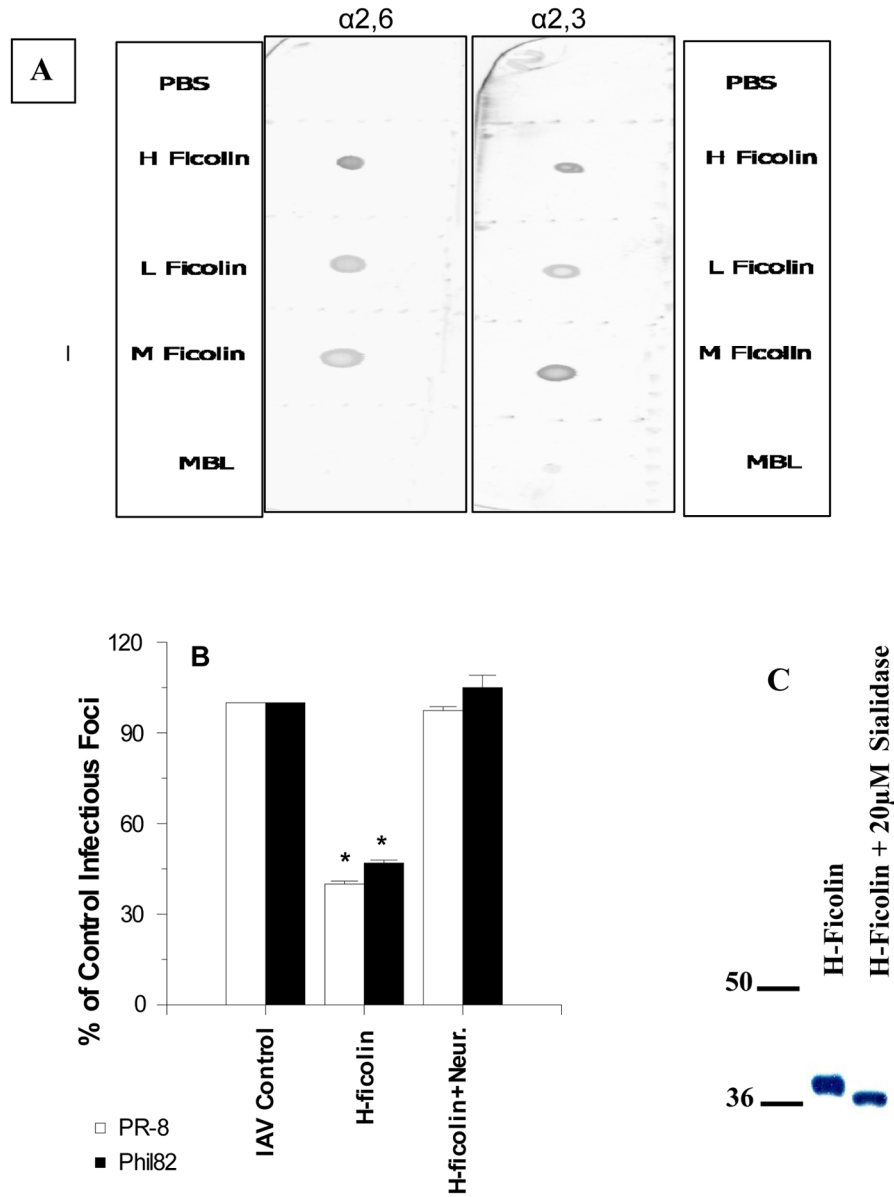 α2,6
α2,3
A
PBS
H Ficolin
L Ficolin
M Ficolin
MBL
PBS
H Ficolin
L Ficolin
M Ficolin
MBL
B
% of Control Infectious Foci
120
90
60
30
0
*
*
IAV Control
H-ficolin
H-ficolin+Neur.
PR-8
Phil82
C
H-Ficolin
H-Ficolin + 20µM Sialidase
50
36